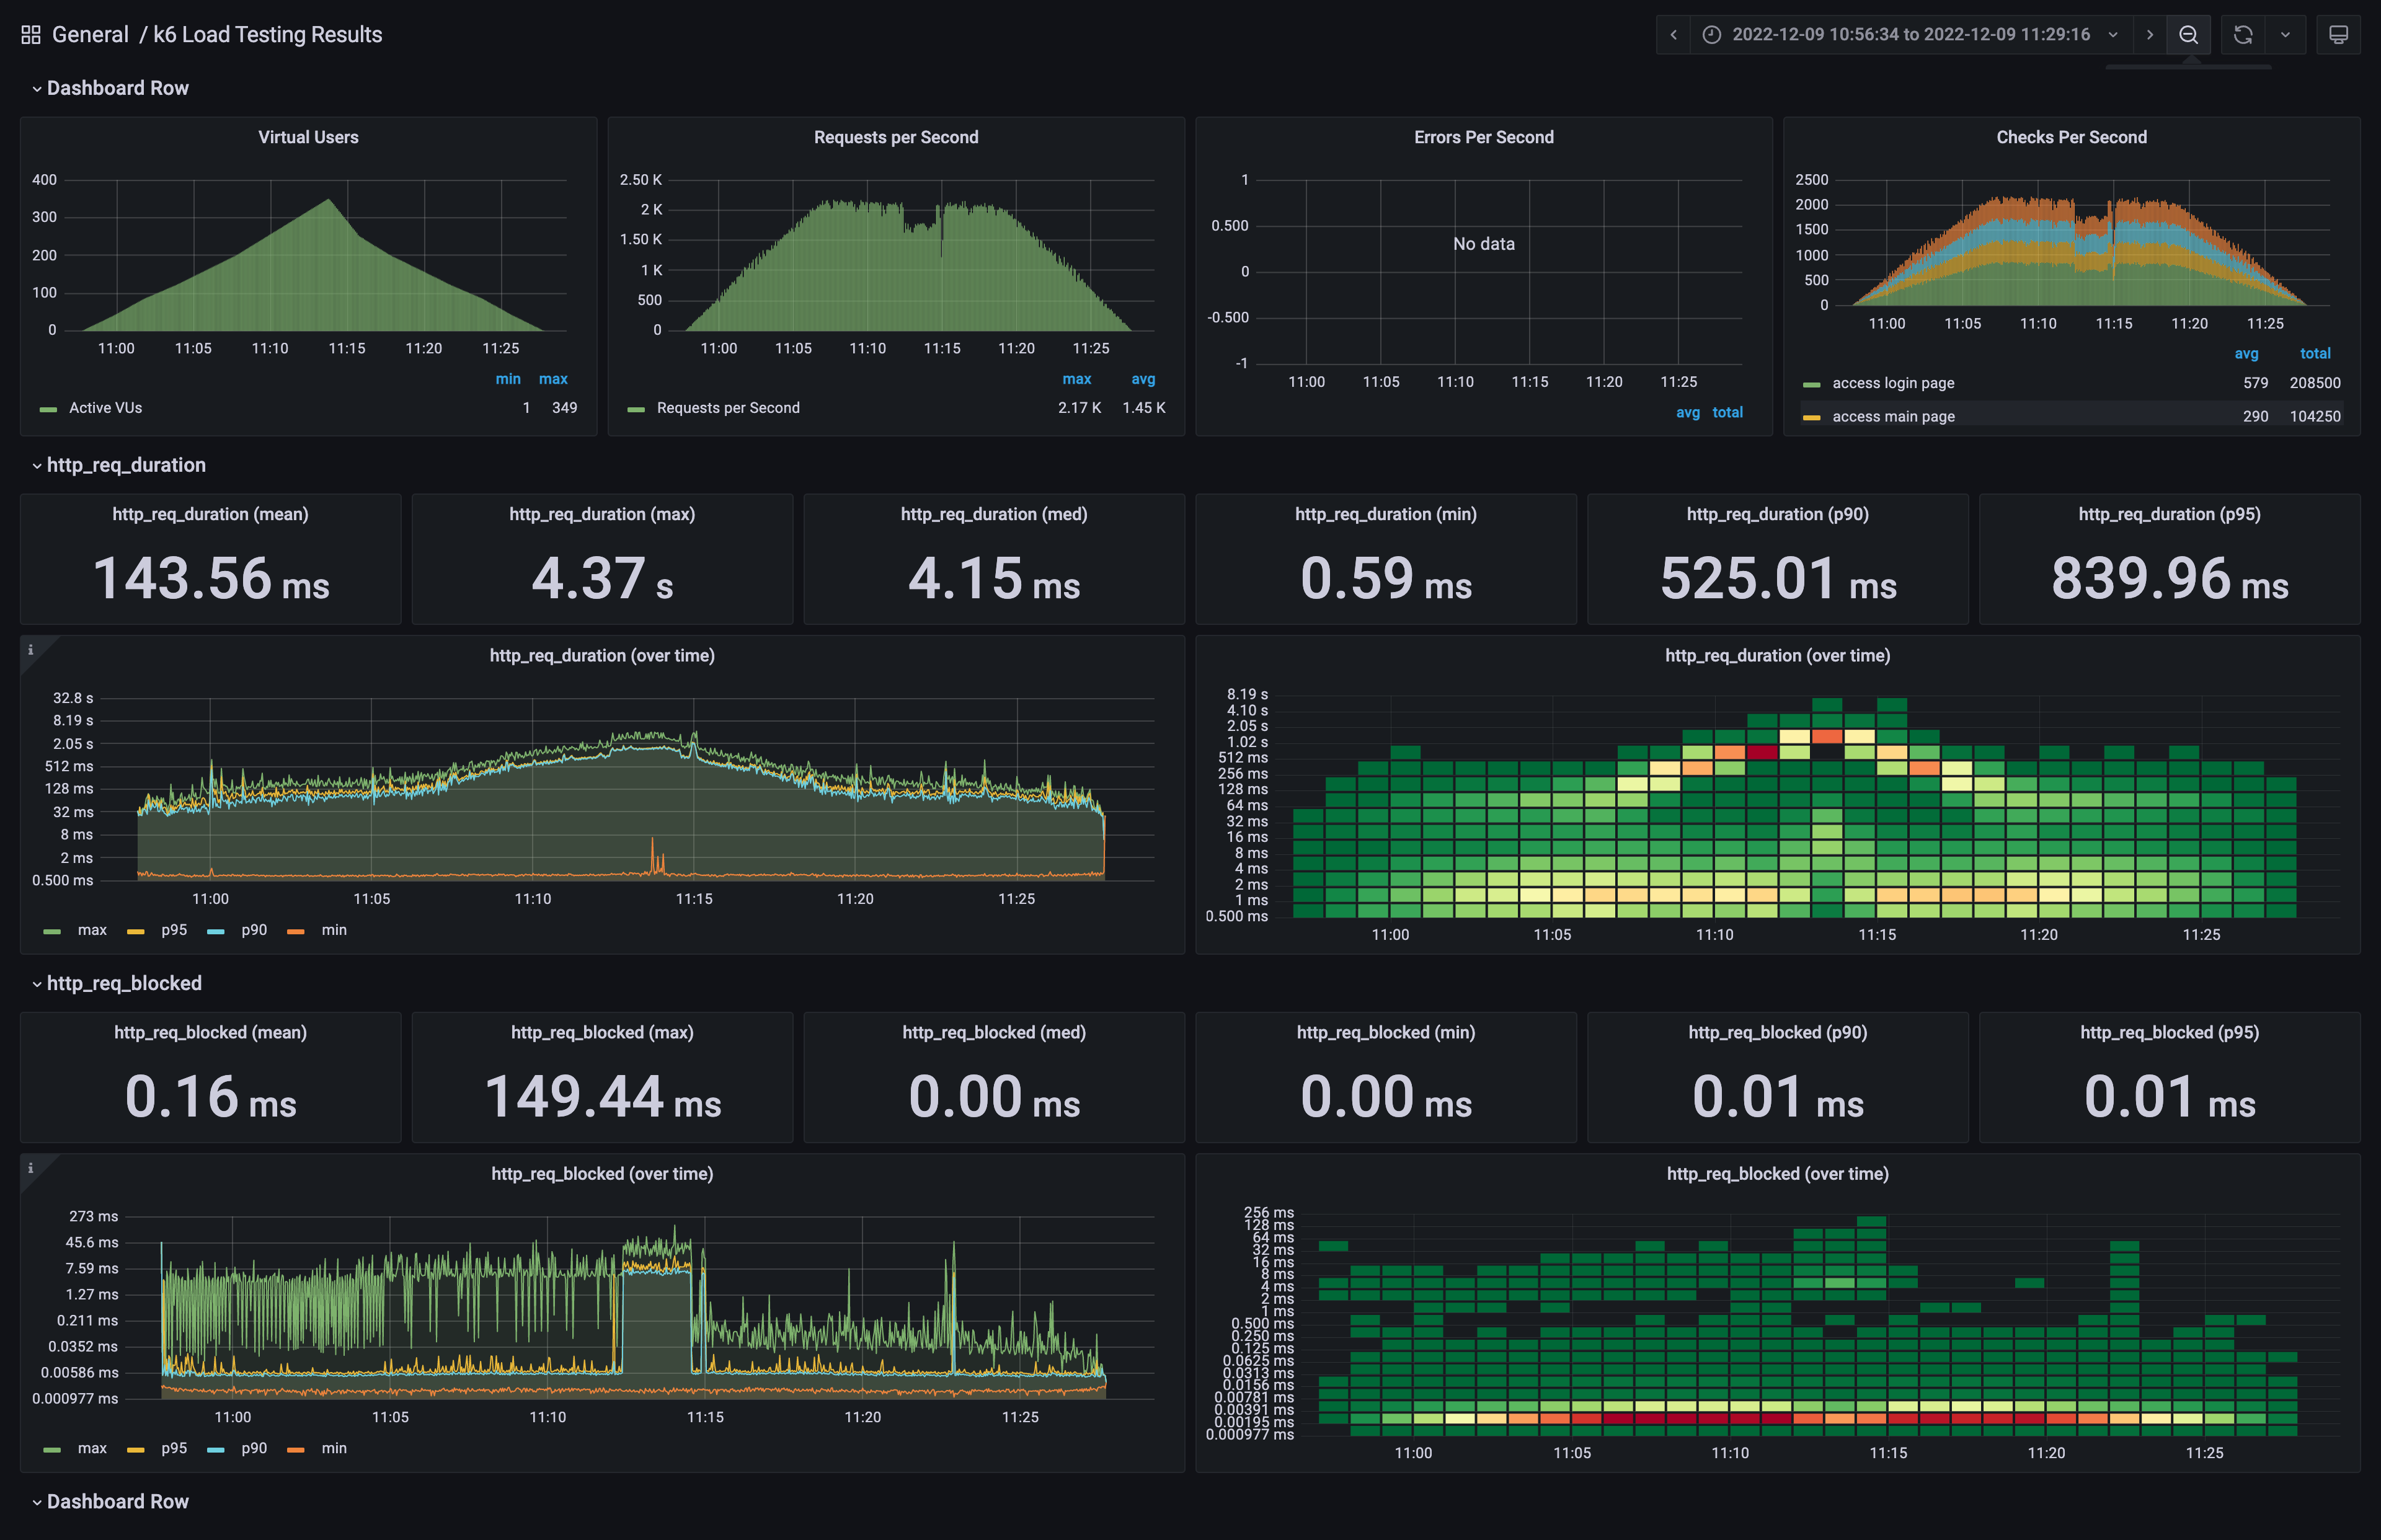 General / k6 Load Testing Results
2022-12-09 10:56:34 to 2022-12-09 11:29:16
Dashboard Row
Virtual Users
400
300
200
100
0
11:00 11:05 11:10 11:15 11:20 11:25
min max
Active VUs 1 349
Requests per Second
2.50 K
2 K
1.50 K
1 K
500
0
11:00 11:05 11:10 11:15 11:20 11:25
max avg
Requests per Second 2.17 K 1.45 K
Errors Per Second
1
0.500
0
-0.500
-1
No data
11:00 11:05 11:10 11:15 11:20 11:25
avg total
Checks Per Second
2500
2000
1500
1000
500
0
11:00 11:05 11:10 11:15 11:20 11:25
avg total
access login page 579 208500
access main page 290 104250
http_req_duration
http_req_duration (mean)
143.56 ms
http_req_duration (max)
4.37 s
http_req_duration (med)
4.15 ms
http_req_duration (min)
0.59 ms
http_req_duration (p90)
525.01 ms
http_req_duration (p95)
839.96 ms
i
http_req_duration (over time)
32.8 s
8.19 s
2.05 s
512 ms
128 ms
32 ms
8 ms
2 ms
0.500 ms
11:00 11:05 11:10 11:15 11:20 11:25
max p95 p90 min
http_req_duration (over time)
8.19 s
4.10 s
2.05 s
1.02 s
512 ms
256 ms
128 ms
64 ms
32 ms
16 ms
8 ms
4 ms
2 ms
1 ms
0.500 ms
11:00 11:05 11:10 11:15 11:20 11:25
http_req_blocked
http_req_blocked (mean)
0.16 ms
http_req_blocked (max)
149.44 ms
http_req_blocked (med)
0.00 ms
http_req_blocked (min)
0.00 ms
http_req_blocked (p90)
0.01 ms
http_req_blocked (p95)
0.01 ms
i
http_req_blocked (over time)
273 ms
45.6 ms
7.59 ms
1.27 ms
0.211 ms
0.0352 ms
0.00586 ms
0.000977 ms
11:00 11:05 11:10 11:15 11:20 11:25
max p95 p90 min
http_req_blocked (over time)
256 ms
128 ms
64 ms
32 ms
16 ms
8 ms
4 ms
2 ms
1 ms
0.500 ms
0.250 ms
0.125 ms
0.0625 ms
0.0313 ms
0.0156 ms
0.00781 ms
0.00391 ms
0.00195 ms
0.000977 ms
11:00 11:05 11:10 11:15 11:20 11:25
Dashboard Row